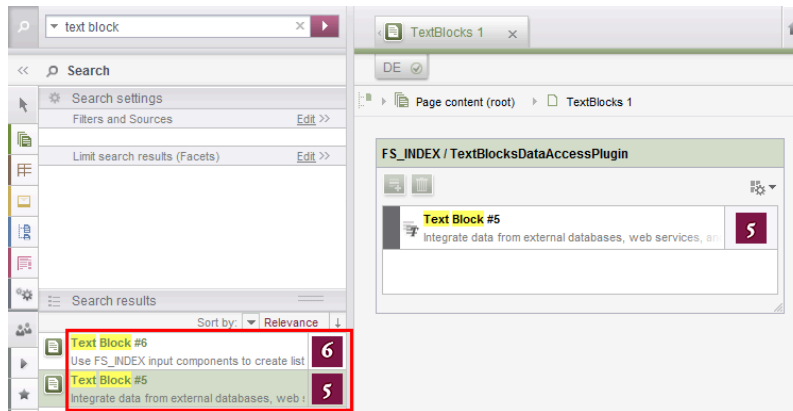 text block
Search
Search settings
Filters and Sources Edit >>
Limit search results (Facets) Edit >>
Search results
Sort by: Relevance
Text Block #6
Use FS_INDEX input components to create list
6
Text Block #5
Integrate data from external databases, web
5
TextBlocks 1 x
DE
Page content (root) TextBlocks 1
FS_INDEX / TextBlocksDataAccessPlugin
Text Block #5
Integrate data from external databases, web services, an
5